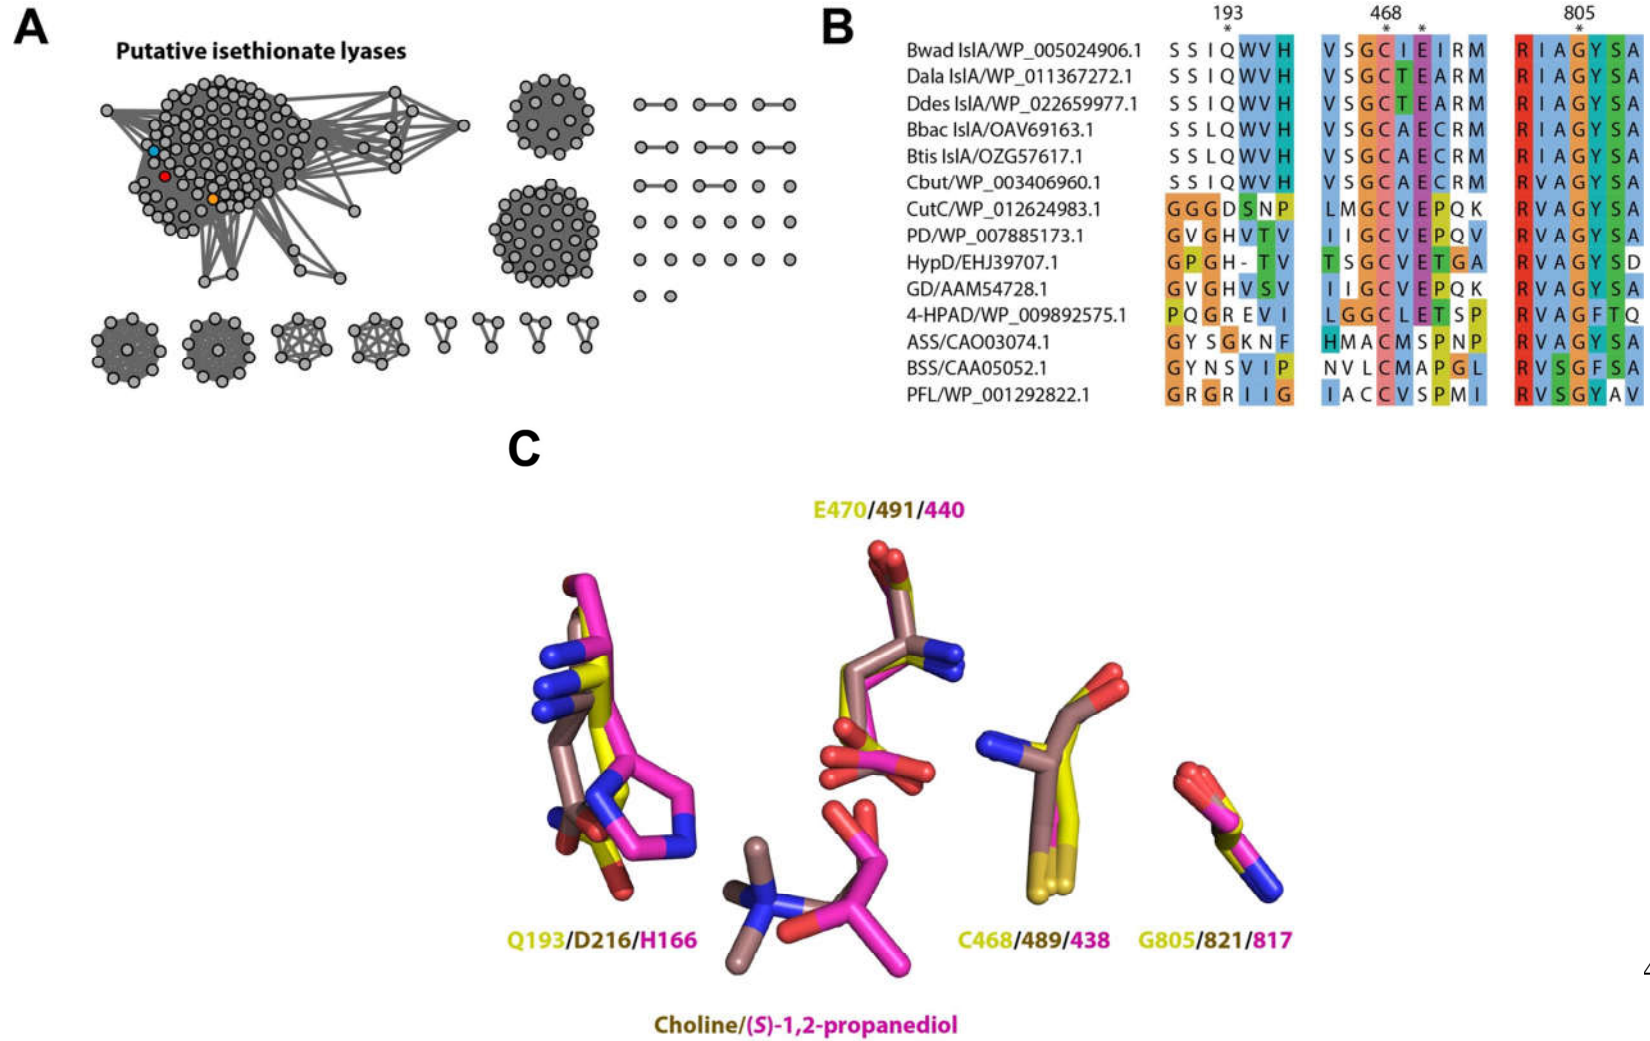 A
Putative isethionate lyases
B
193 468 805
* * * *
Bwad IslA/WP_005024906.1 S S I Q W V H V S G C I E I R M R I A G Y S A
Dala IslA/WP_011367272.1 S S I Q W V H V S G C T E A R M R I A G Y S A
Ddes IslA/WP_022659977.1 S S I Q W V H V S G C T E A R M R I A G Y S A
Bbac IslA/OAV69163.1 S S L Q W V H V S G C A E C R M R I A G Y S A
Btis IslA/OZG57617.1 S S L Q W V H V S G C A E C R M R I A G Y S A
Cbut/WP_003406960.1 S S I Q W V H V S G C A E C R M R V A G Y S A
CutC/WP_012624983.1 G G G D S N P L M G C V E P Q K R V A G Y S A
PD/WP_007885173.1 G V G H V T V I I G C V E P Q V R V A G Y S A
HypD/EHJ39707.1 G P G H - T V T S G C V E T G A R V A G Y S D
GD/AAM54728.1 G V G H V S V I I G C V E P Q K R V A G Y S A
4-HPAD/WP_009892575.1 P Q G R E V I L G G C L E T S P R V A G F T Q
ASS/CAO03074.1 G Y S G K N F H M A C M S P N P R V A G Y S A
BSS/CAA05052.1 G Y N S V I P N V L C M A P G L R V S G F S A
PFL/WP_001292822.1 G R G R I I G I A C C V S P M I R V S G Y A V
C
E470/491/440
Q193/D216/H166
C468/489/438
G805/821/817
Choline/(S)-1,2-propanediol